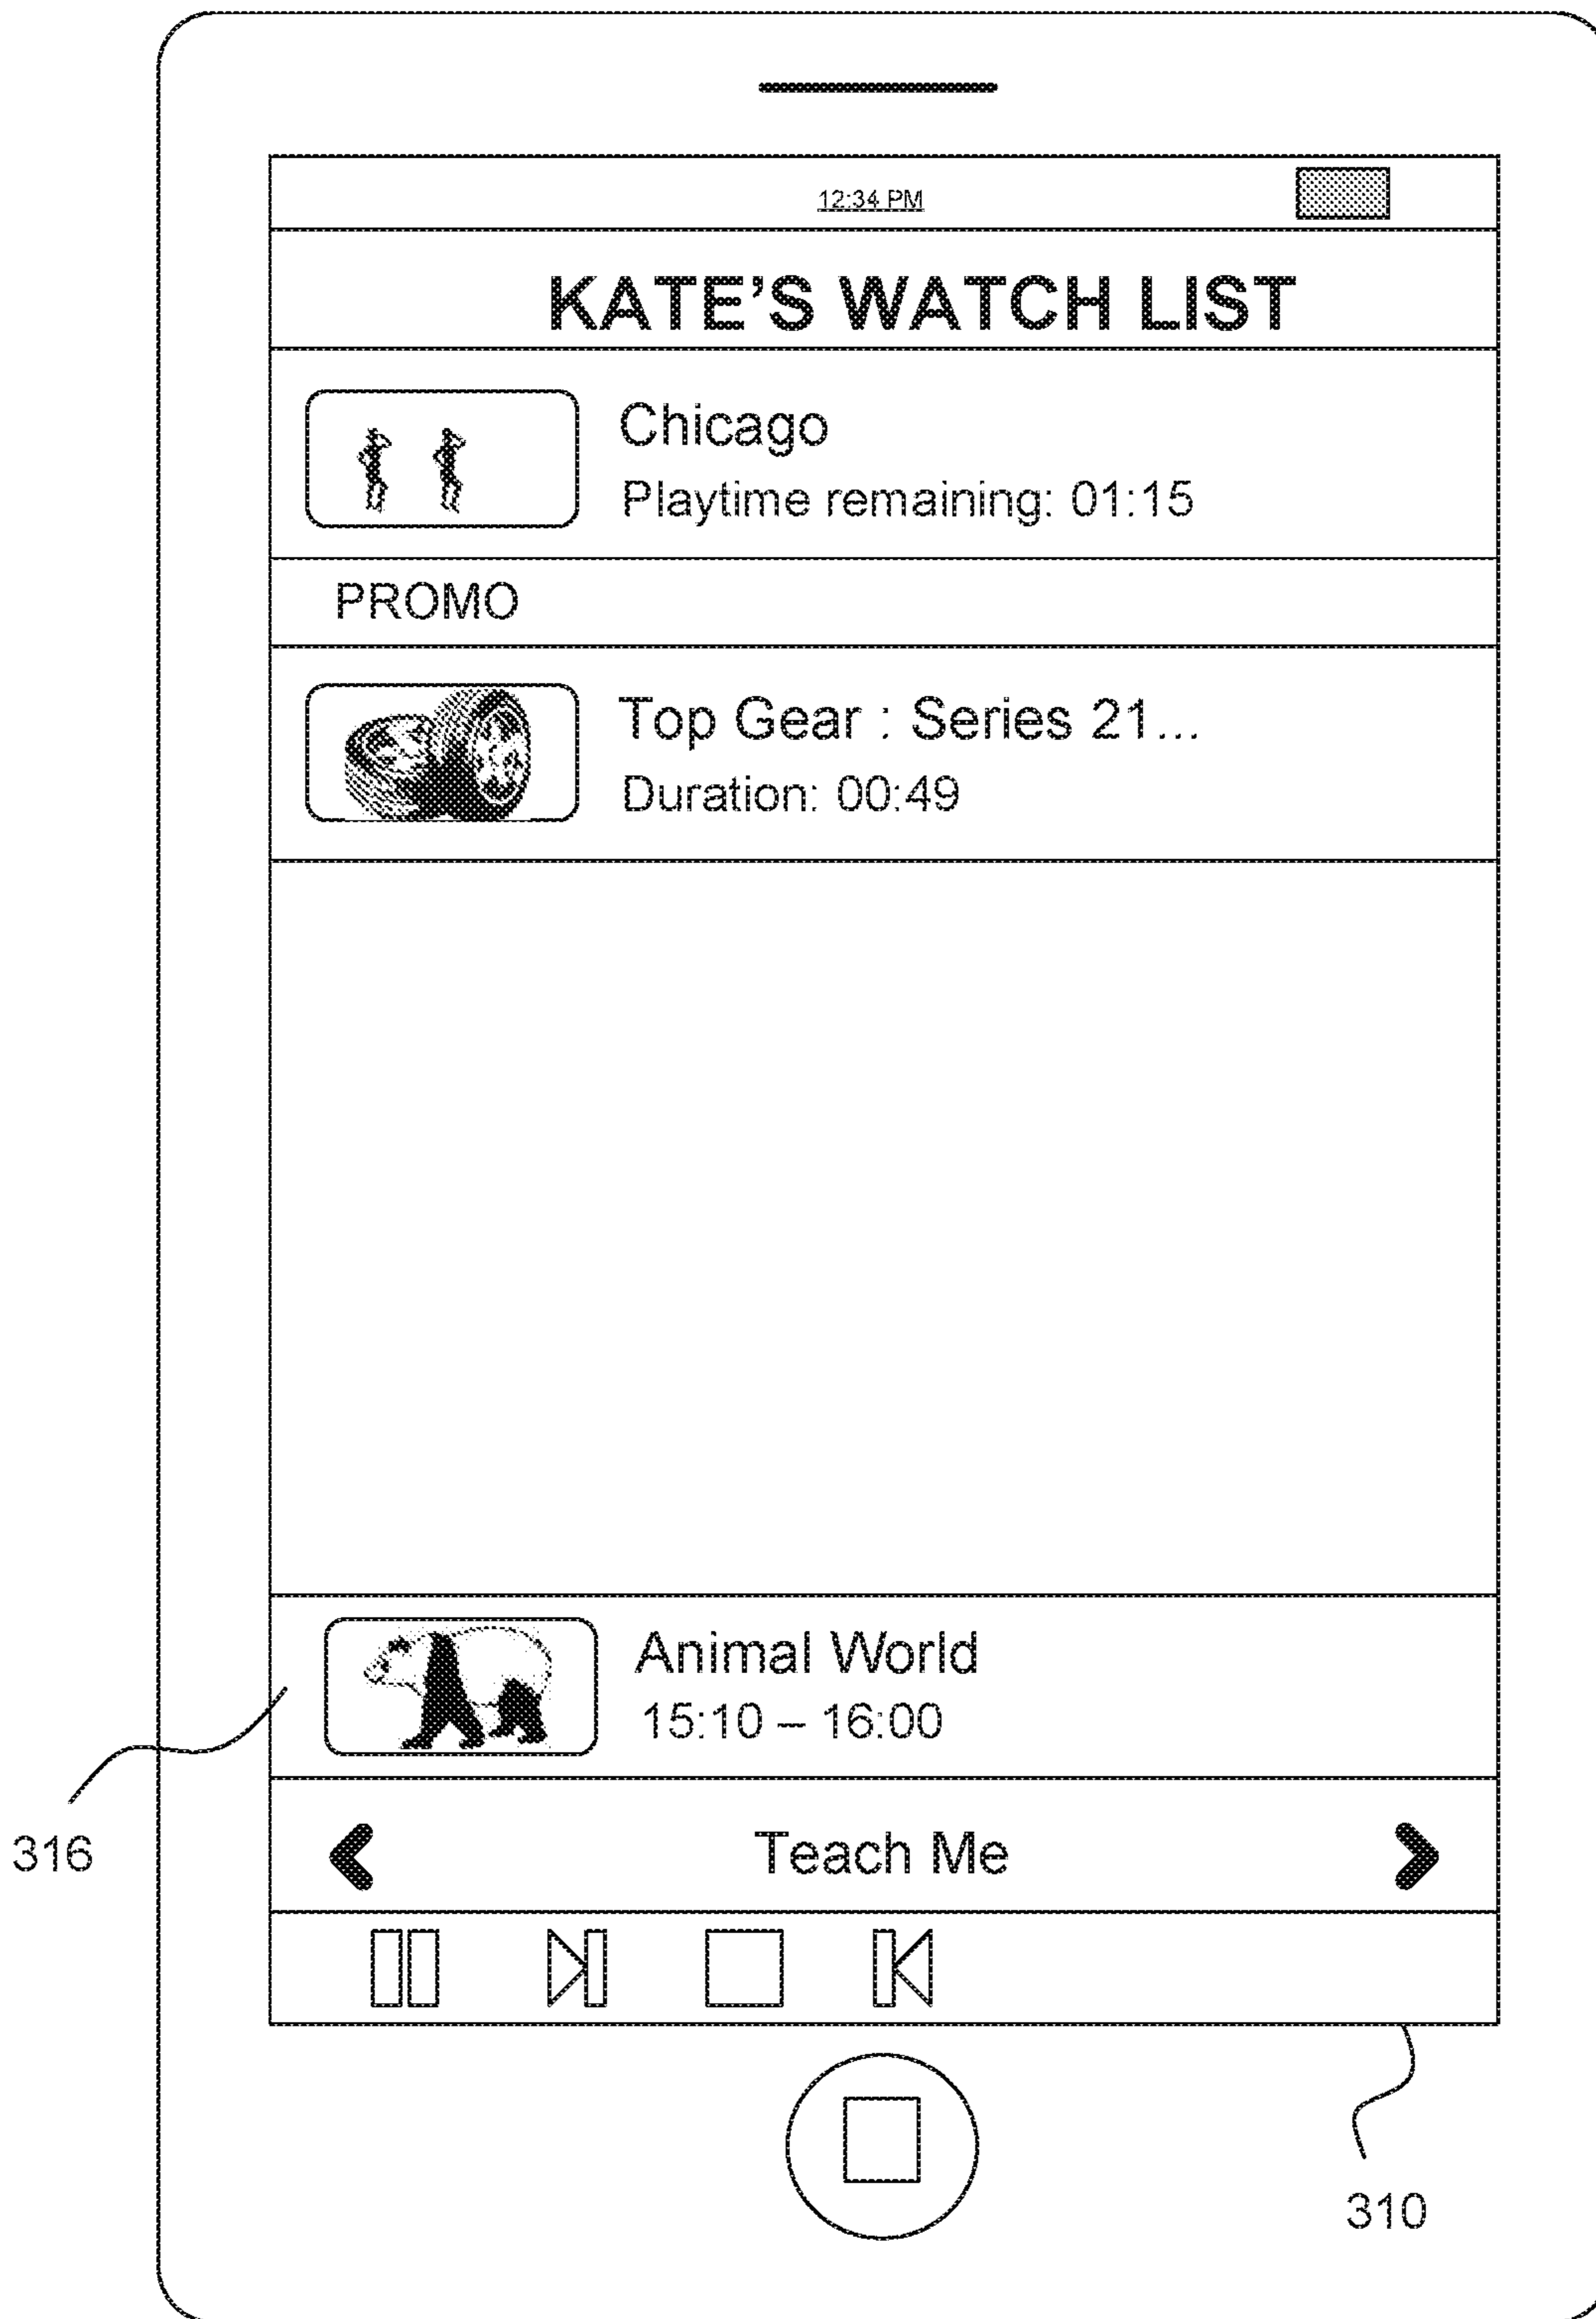 12:34 PM
KATE'S WATCH LIST
Chicago
Playtime remaining: 01:15
PROMO
Top Gear : Series 21...
Duration: 00:49
Animal World
15:10 – 16:00
316
Teach Me
310